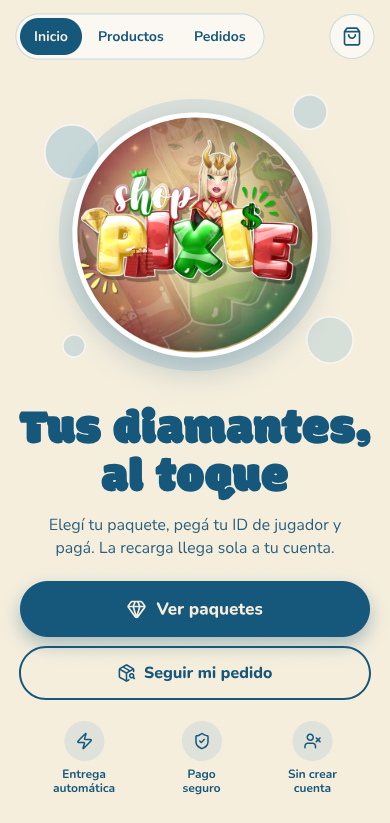 Inicio
Productos
Pedidos
shop
PIXIE
Tus diamantes,
al toque
Elegí tu paquete, pegá tu ID de jugador y
pagá. La recarga llega sola a tu cuenta.
Ver paquetes
Seguir mi pedido
Entrega
automática
Pago
seguro
Sin crear
cuenta